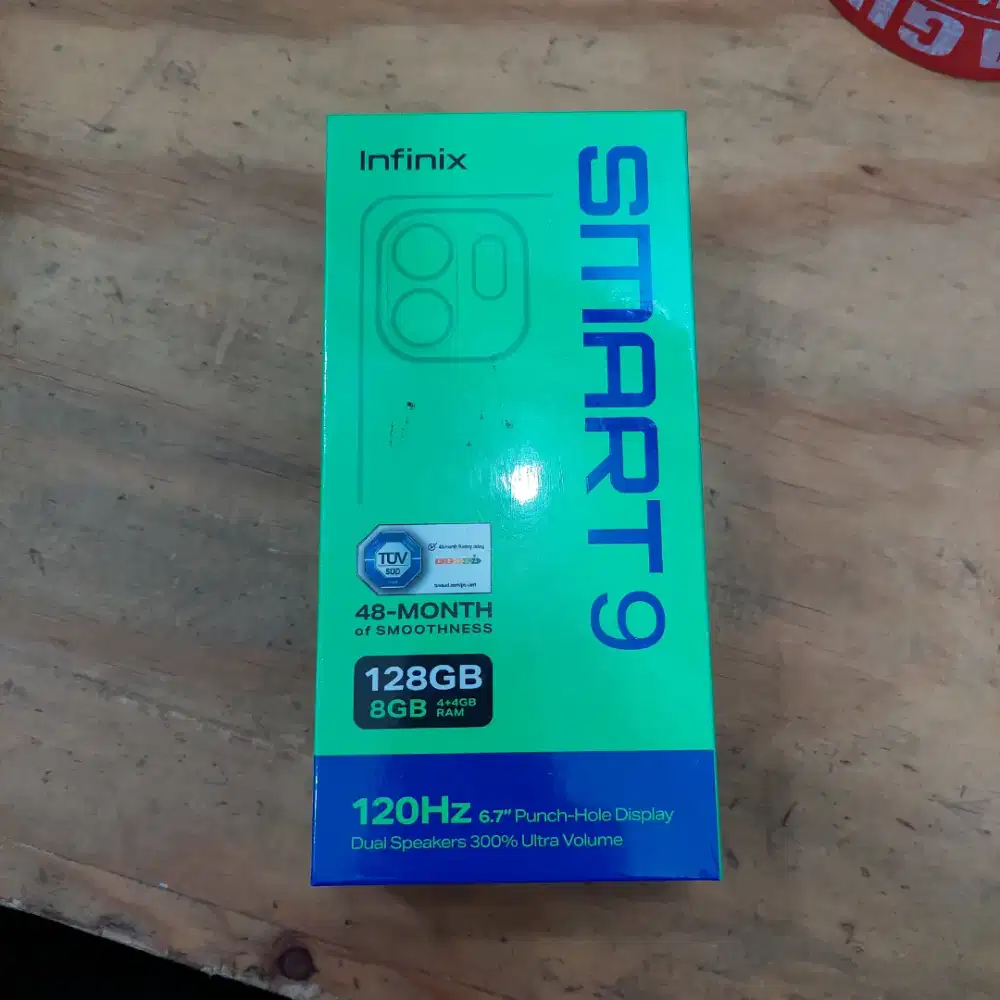 Infinix
SMART 9
TÜV
SÜD
48-MONTH
of SMOOTHNESS
128GB
8GB 4+4GB
RAM
120Hz 6.7" Punch-Hole Display
Dual Speakers 300% Ultra Volume